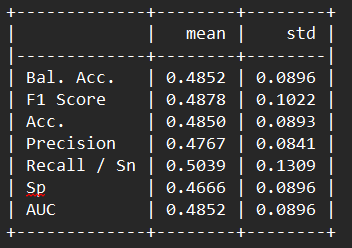 +--------------+--------+--------+
|              |   mean |    std |
|--------------+--------+--------|
| Bal. Acc.    | 0.4852 | 0.0896 |
| F1 Score     | 0.4878 | 0.1022 |
| Acc.         | 0.4850 | 0.0893 |
| Precision    | 0.4767 | 0.0841 |
| Recall / Sn  | 0.5039 | 0.1309 |
| Sp           | 0.4666 | 0.0896 |
| AUC          | 0.4852 | 0.0896 |
+--------------+--------+--------+